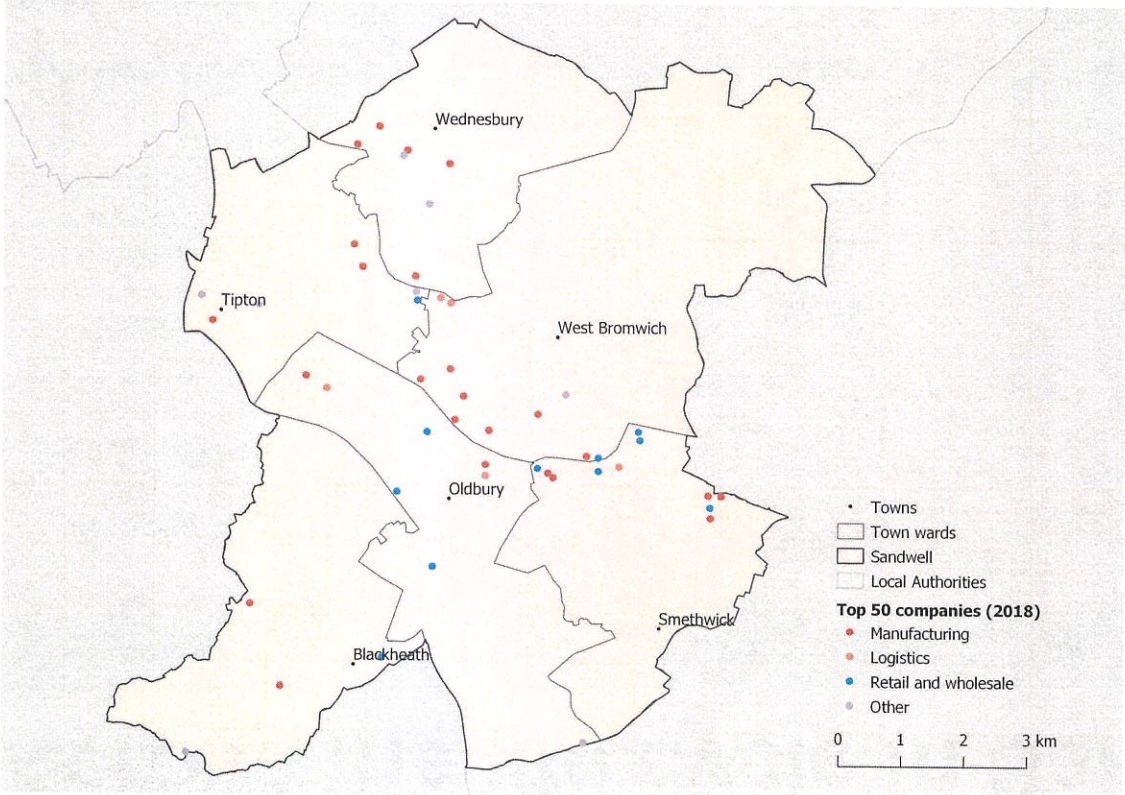 Wednesbury
Tipton
West Bromwich
Oldbury
Smethwick
Blackheath
Towns
Town wards
Sandwell
Local Authorities
Top 50 companies (2018)
Manufacturing
Logistics
Retail and wholesale
Other
0 1 2 3 km